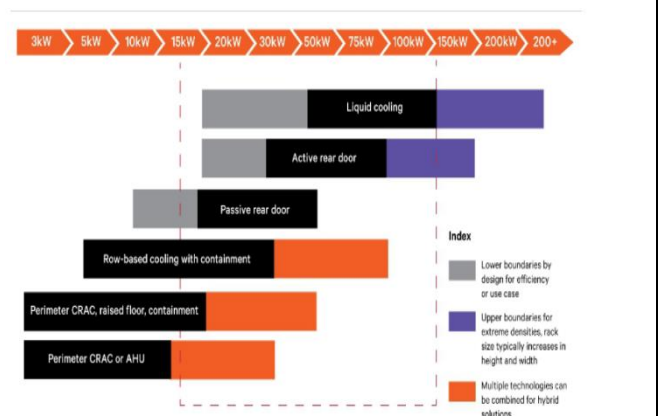 3kW 5kW 10kW 15kW 20kW 30kW 50kW 75kW 100kW 150kW 200kW 200+
Liquid cooling
Active rear door
Passive rear door
Row-based cooling with containment
Perimeter CRAC, raised floor, containment
Perimeter CRAC or AHU
Index
Lower boundaries by
design for efficiency
or use case
Upper boundaries for
extreme densities, rack
size typically increases in
height and width
Multiple technologies can
be combined for hybrid
solutions